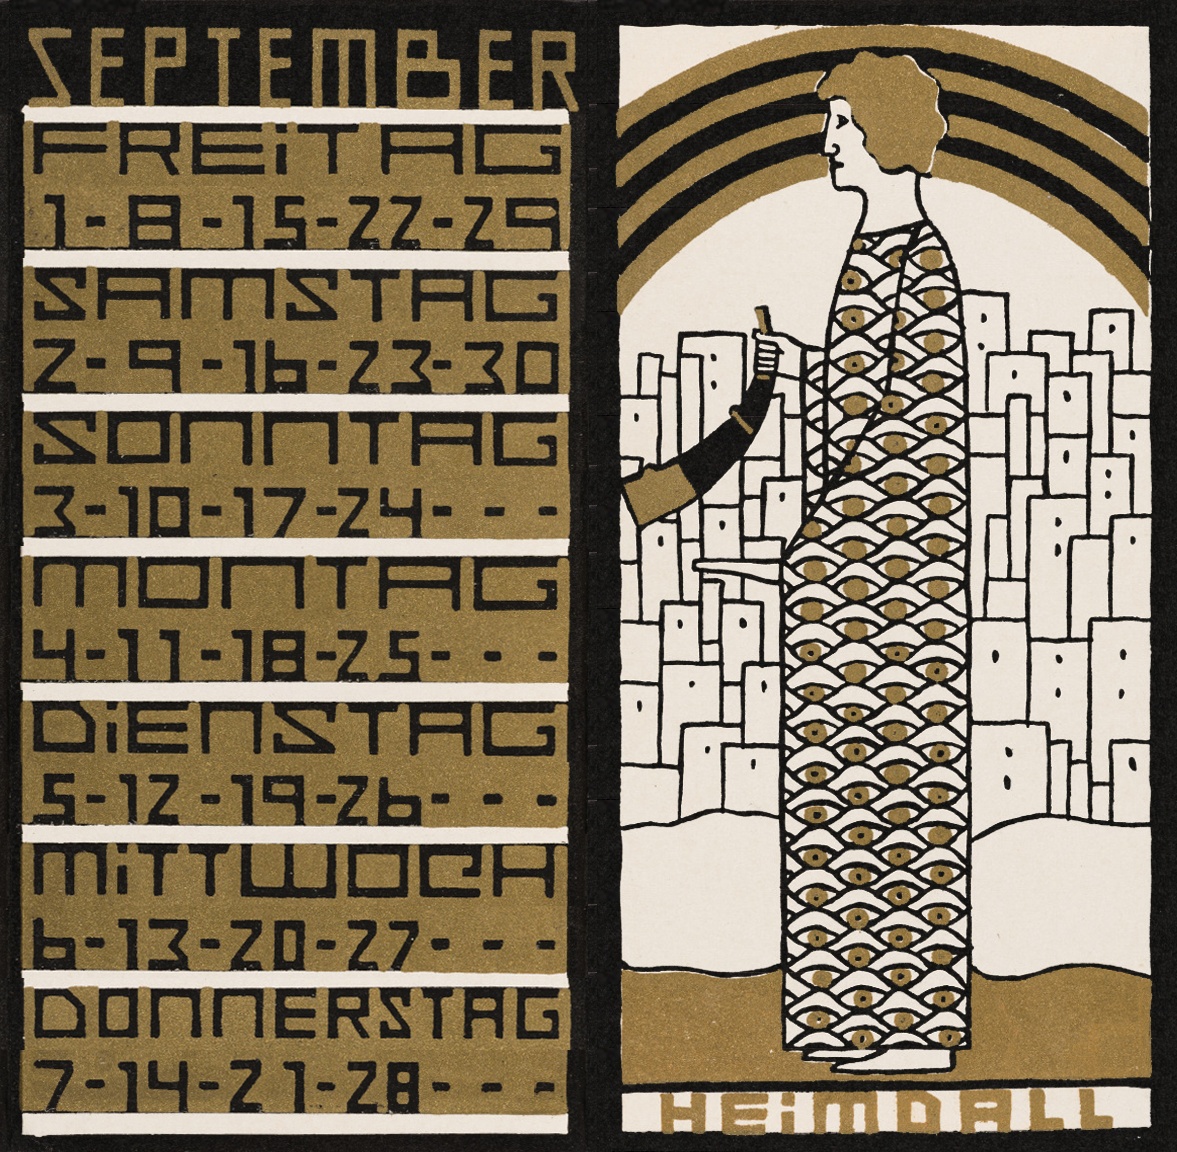 SEPTEMBER
FREITAG
1-8-15-22-29
SAMSTAG
2-9-16-23-30
SONNTAG
3-10-17-24- - -
MONTAG
4-11-18-25- - -
DIENSTAG
5-12-19-26- - -
MITTWOCH
6-13-20-27- - -
DONNERSTAG
7-14-21-28- - -
HEIMDALL